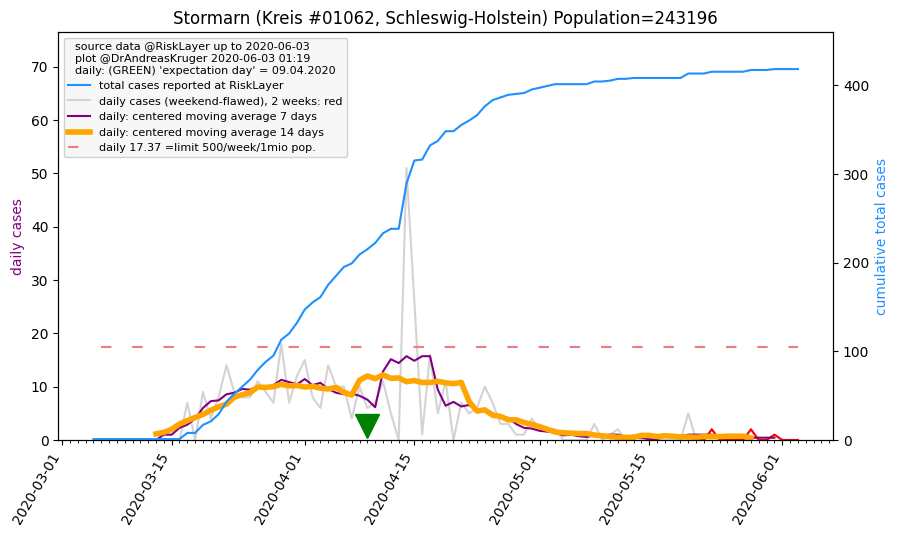 Stormarn (Kreis #01062, Schleswig-Holstein) Population=243196
source data @RiskLayer up to 2020-06-03
plot @DrAndreasKruger 2020-06-03 01:19
daily: (GREEN) 'expectation day' = 09.04.2020
total cases reported at RiskLayer
daily cases (weekend-flawed), 2 weeks: red
daily: centered moving average 7 days
daily: centered moving average 14 days
daily 17.37 =limit 500/week/1mio pop.
daily cases
70
60
50
40
30
20
10
0
cumulative total cases
400
300
200
100
0
2020-03-01
2020-03-15
2020-04-01
2020-04-15
2020-05-01
2020-05-15
2020-06-01